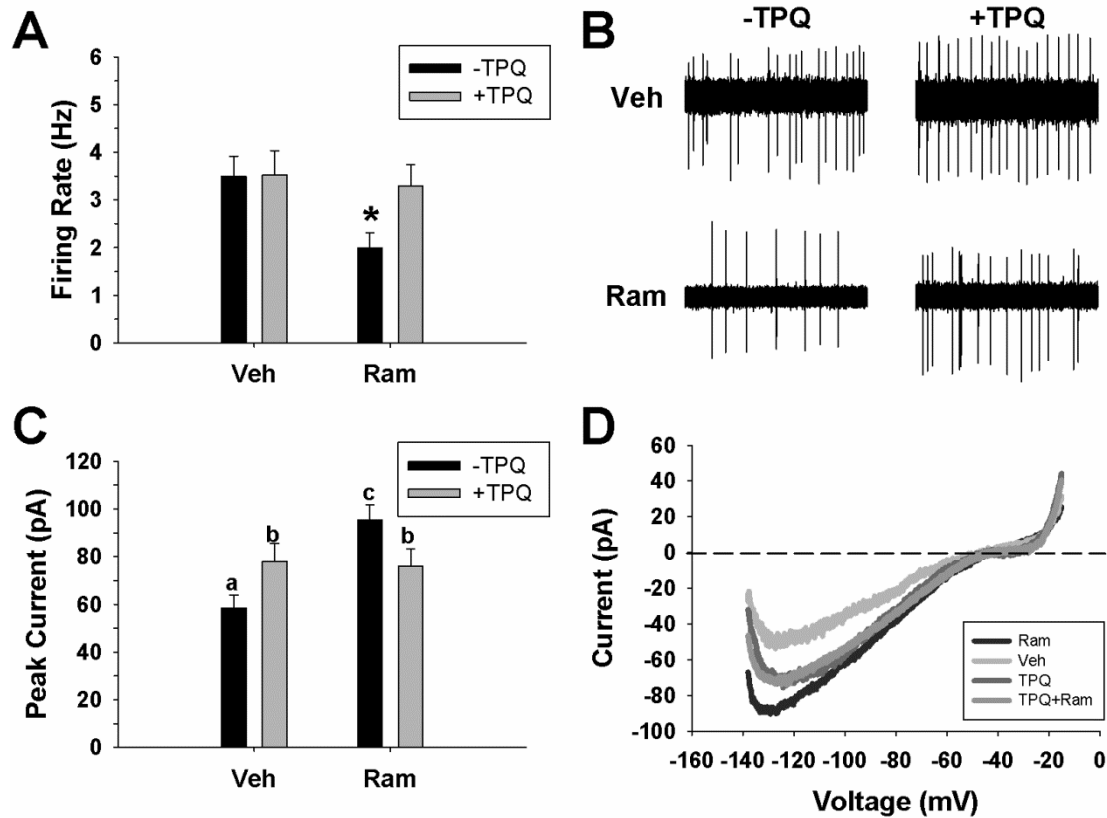 A
-TPQ
+TPQ
6
5
4
3
2
1
0
Firing Rate (Hz)
*
Veh
Ram
B
-TPQ
+TPQ
Veh
Ram
C
-TPQ
+TPQ
120
100
80
60
40
20
0
Peak Current (pA)
a
b
c
b
Veh
Ram
D
60
40
20
0
-20
-40
-60
-80
-100
Current (pA)
Ram
Veh
TPQ
TPQ+Ram
-160 -140 -120 -100 -80 -60 -40 -20 0
Voltage (mV)